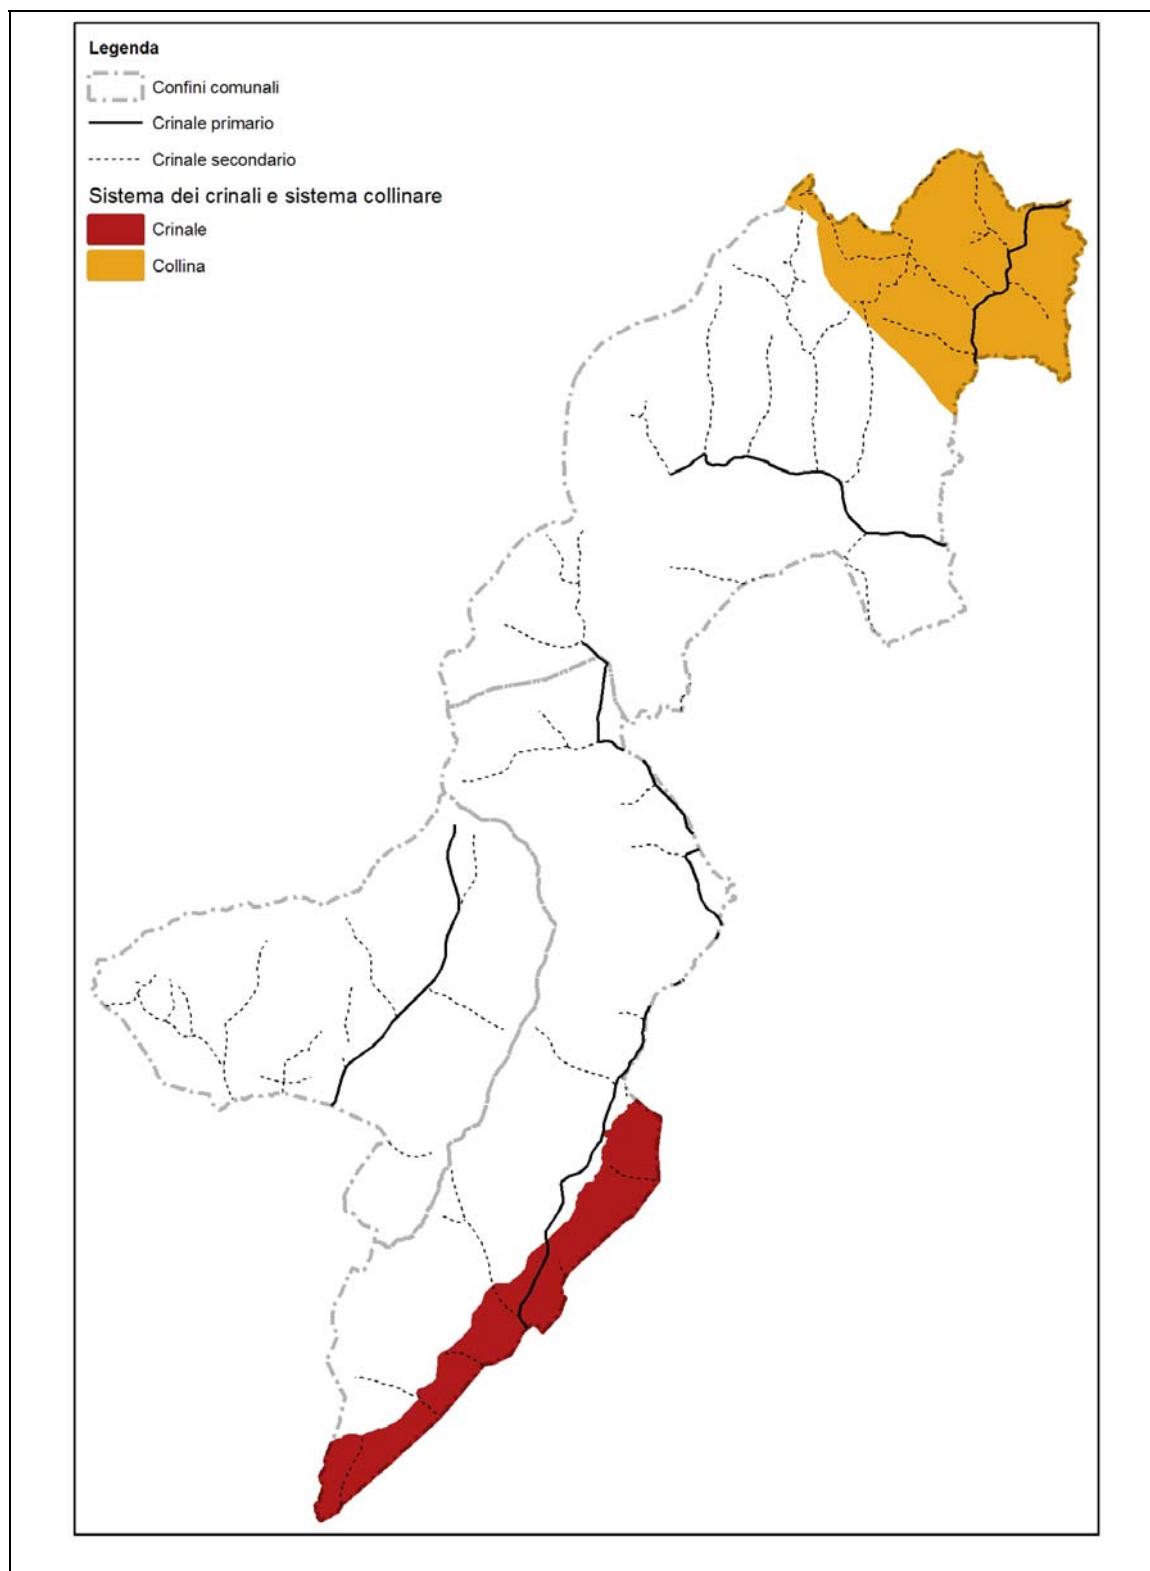 Legenda
Confini comunali
Crinale primario
Crinale secondario
Sistema dei crinali e sistema collinare
Crinale
Collina